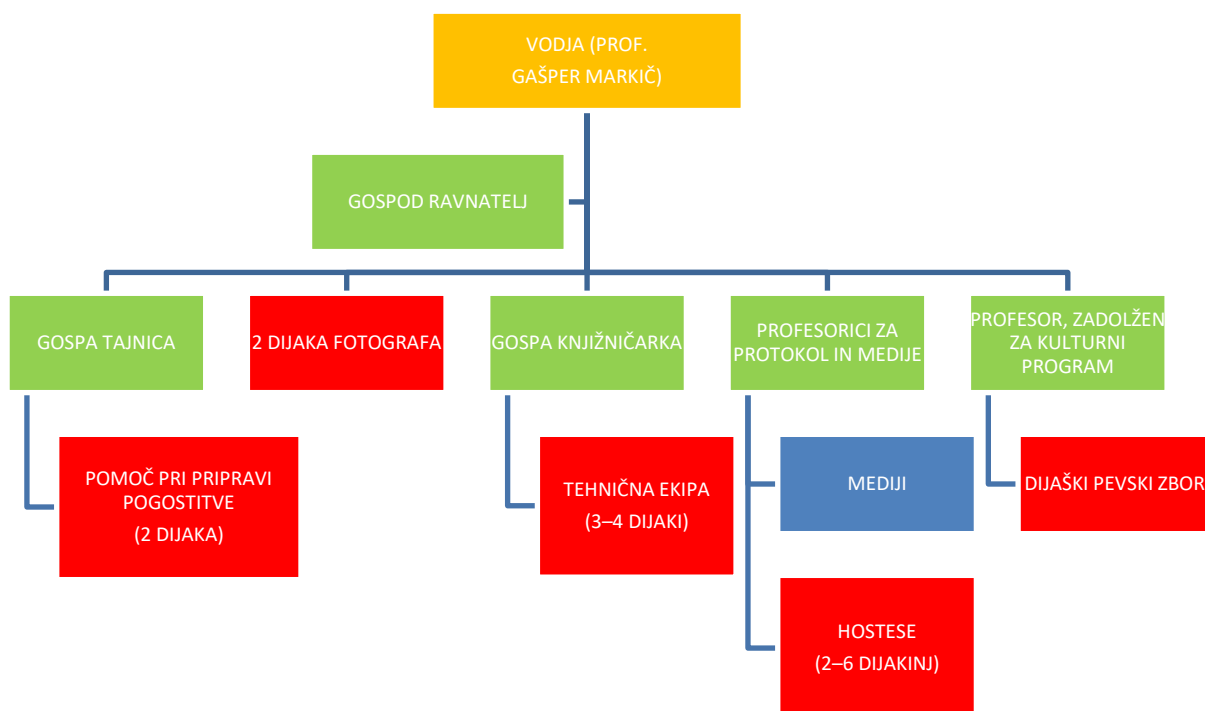 VODJA (PROF.
GAŠPER MARKIČ)
GOSPOD RAVNATELJ
GOSPA TAJNICA
2 DIJAKA FOTOGRAFA
GOSPA KNJIŽNIČARKA
PROFESORICI ZA
PROTOKOL IN MEDIJE
PROFESOR, ZADOLŽEN
ZA KULTURNI
PROGRAM
POMOČ PRI PRIPRAVI
POGOSTITVE
(2 DIJAKA)
TEHNIČNA EKIPA
(3–4 DIJAKI)
MEDIJI
DIJAŠKI PEVSKI ZBOR
HOSTESE
(2–6 DIJAKINJ)